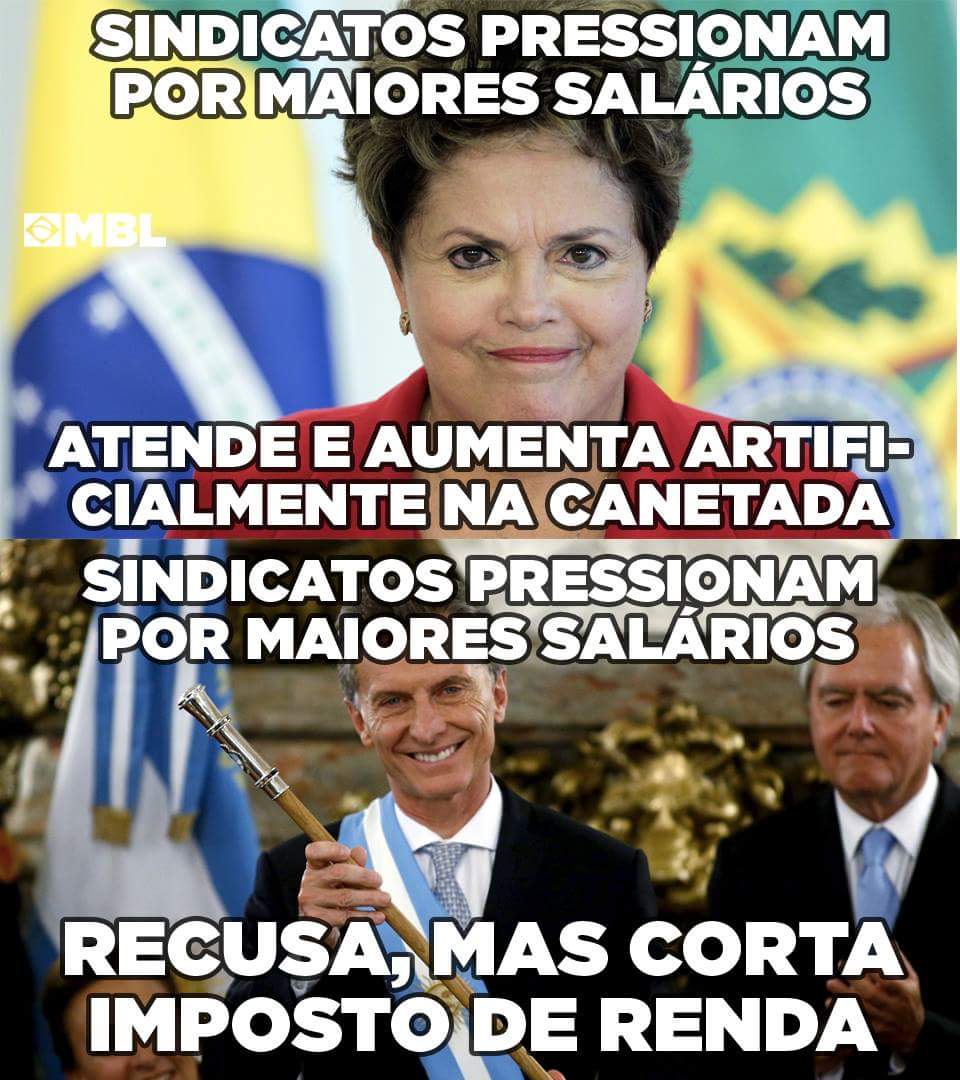 SINDICATOS PRESSIONAM
POR MAIORES SALÁRIOS
MBL
ATENDE E AUMENTA ARTIFI-
CIALMENTE NA CANETADA
SINDICATOS PRESSIONAM
POR MAIORES SALÁRIOS
RECUSA, MAS CORTA
IMPOSTO DE RENDA